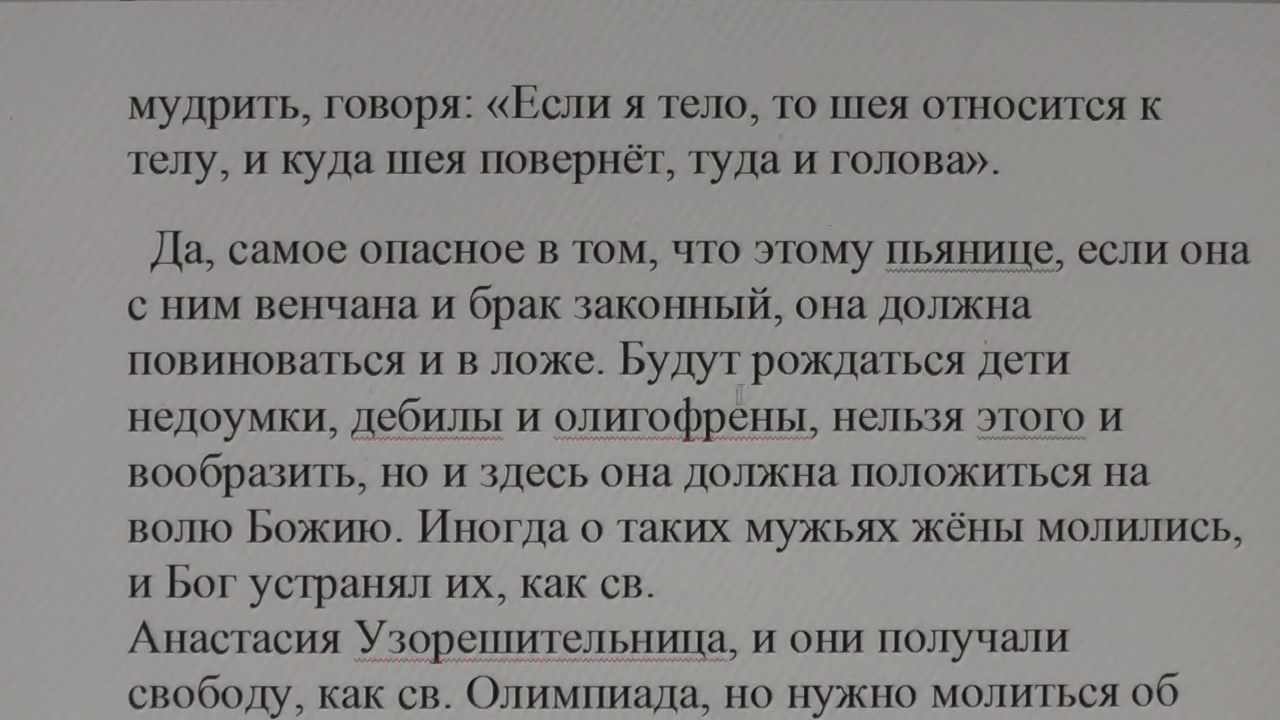 мудрить, говоря: «Если я тело, то шея относится к
телу, и куда шея повернёт, туда и голова».
Да, самое опасное в том, что этому пьянице, если она
с ним венчана и брак законный, она должна
повиноваться и в ложе. Будут рождаться дети
недоумки, дебилы и олигофрены, нельзя этого и
вообразить, но и здесь она должна положиться на
волю Божию. Иногда о таких мужьях жёны молились,
и Бог устранял их, как св.
Анастасия Узорешительница, и они получали
свободу, как св. Олимпиада, но нужно молиться об